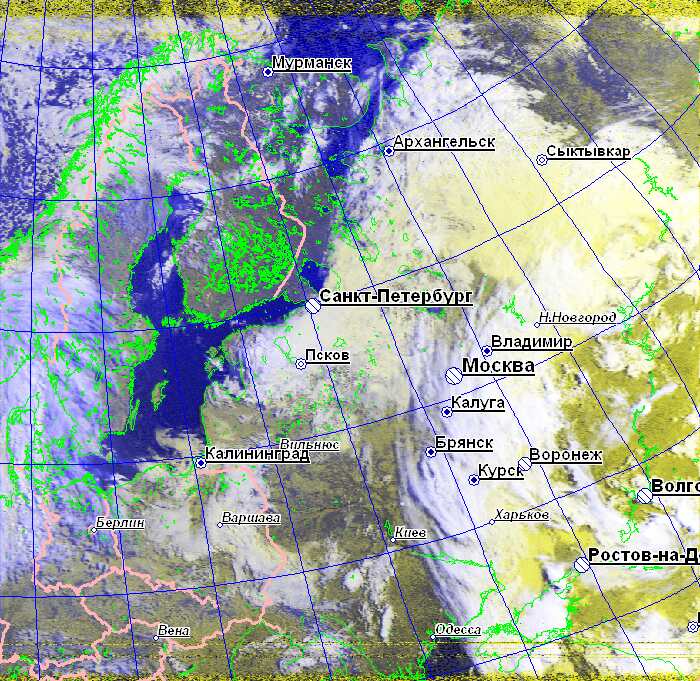 Мурманск
Архангельск
Сыктывкар
Санкт-Петербург
Н.Новгород
Владимир
Псков
Москва
Калуга
Вильнюс
Брянск
Калининград
Воронеж
Курск
Волго
Харьков
Берлин
Варшава
Киев
Ростов-на-Д
Вена
Одесса